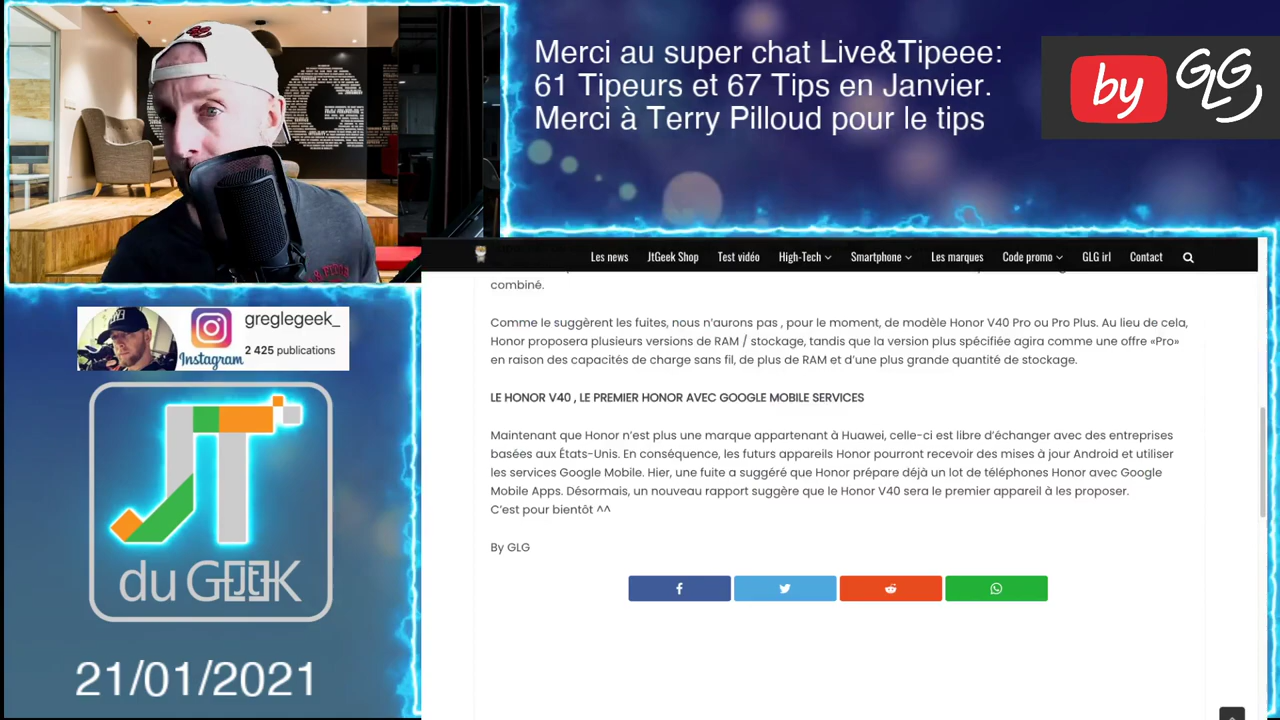 Merci au super chat Live&Tipeee:
61 Tipeurs et 67 Tips en Janvier.
Merci à Terry Pillouc pour le tips
by GLG
Les news JtGeek Shop Test vidéo High-Tech Smartphone Les marques Code promo GLG irl Contact
combiné.
Comme le suggèrent les fuites, nous n'aurons pas , pour le moment, de modèle Honor V40 Pro ou Pro Plus. Au lieu de cela,
Honor proposera plusieurs versions de RAM / stockage, tandis que la version plus spécifiée agira comme une offre «Pro»
en raison des capacités de charge sans fil, de plus de RAM et d'une plus grande quantité de stockage.
LE HONOR V40 , LE PREMIER HONOR AVEC GOOGLE MOBILE SERVICES
Maintenant que Honor n'est plus une marque appartenant à Huawei, celle-ci est libre d'échanger avec des entreprises
basées aux États-Unis. En conséquence, les futurs appareils Honor pourront recevoir des mises à jour Android et utiliser
les services Google Mobile. Hier, une fuite a suggéré que Honor prépare déjà un lot de téléphones Honor avec Google
Mobile Apps. Désormais, un nouveau rapport suggère que le Honor V40 sera le premier appareil à les proposer.
C'est pour bientôt ^^
By GLG
greglegeek_
Instagram
2 425 publications
JT
du GEEK
21/01/2021